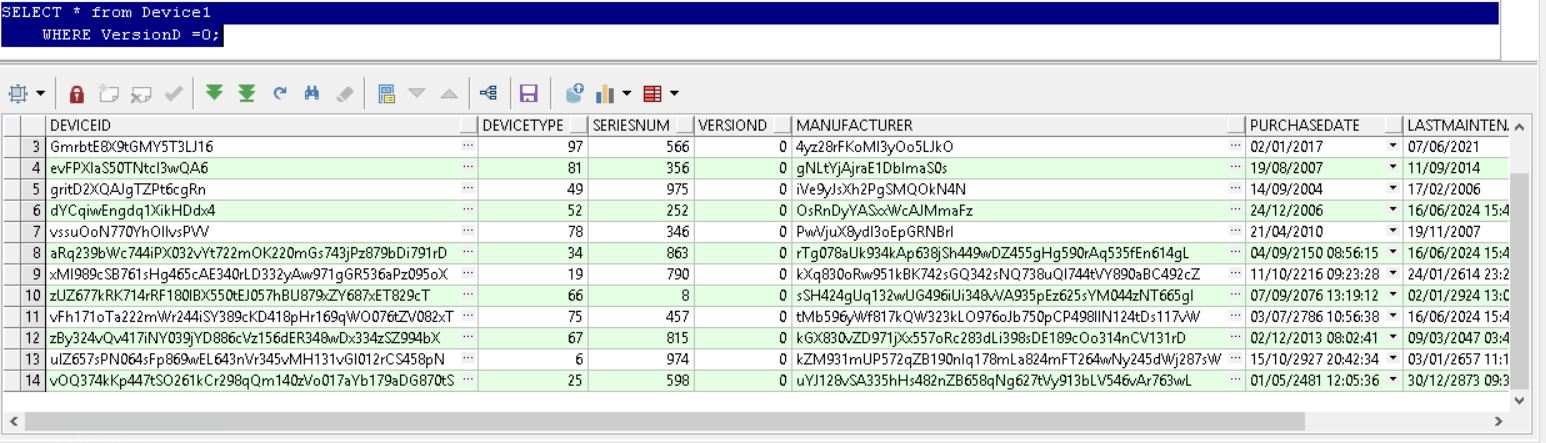 SELECT * from Device1
WHERE VersionD =0;
DEVICEID DEVICETYPE SERIESNUM VERSIOND MANUFACTURER PURCHASEDATE LASTMAINTEN
3 GmrbtE8X9tGMY5T3LJ16 97 566 0 4yz28rFKoMl3yOo5LJkO 02/01/2017 07/06/2021
4 evFPXlaS50TNtcl3wQA6 81 356 0 gNLtYjAjraE1DbImaS0s 19/08/2007 11/09/2014
5 gritD2XQAJgTZPt6cgRn 49 975 0 iVe9yJsXh2PgSMQOkN4N 14/09/2004 17/02/2006
6 dYCqiwEngdq1XikHDdx4 52 252 0 OsRnDyYASxxWcAJMmaFz 24/12/2006 16/06/2024 15:4
7 vssuOoN770YhOlIvsPVV 78 346 0 PwVjuX8ydI3oEpGRNBrI 21/04/2010 19/11/2007
8 aRq239bWc744iPX032vYt722mOK220mGs743jPz879bDi791rD 34 863 0 rTg078aUk934kAp638jSh449wDZ455gHg590rAq535fEn614gL 04/09/2150 08:56:15 16/06/2024 15:4
9 xMl989cSB761sHg465cAE340rLD332yAw971gGR536aPz095oX 19 790 0 kXq830oRw951kBK742sGQ342sNQ738uQI744tVY890aBC492cZ 11/10/2216 09:23:28 24/01/2614 23:2
10 zUZ677kRK714rRF180IBX550tEJ057hBU879xZY687xET829cT 66 8 0 sSH424gUq132wUG496iUi348vVA935pEz625sYM044zNT665gI 07/09/2076 13:19:12 02/01/2924 13:0
11 vFh171oTa222mWr244iSY389cKD418pHr169qWO076tZV082xT 75 457 0 tMb596yWf817kQW323kLO976oJb750pCP498lIN124tDs117vW 03/07/2786 10:56:38 16/06/2024 15:4
12 zBy324vQv417iNY039jYD886cVz156dER348wDx334zSZ994bX 67 815 0 kGX830vZD971jXx557oRc283dLi398sDE189cOo314nCV131rD 02/12/2013 08:02:41 09/03/2047 03:4
13 uIZ657sPN064sFp869wEL643nVr345vMH131vGI012rCS458pN 6 974 0 kZM931mUP572qZB190nIq178mLa824mFT264wNy245dWj287sW 15/10/2927 20:42:34 03/01/2657 11:1
14 vOQ374kKp447tSO261kCr298qQm140zVo017aYb179aDG870tS 25 598 0 uYJ128vSA335hHs482nZB658qNg627tVy913bLV546vAr763wL 01/05/2481 12:05:36 30/12/2873 09:3